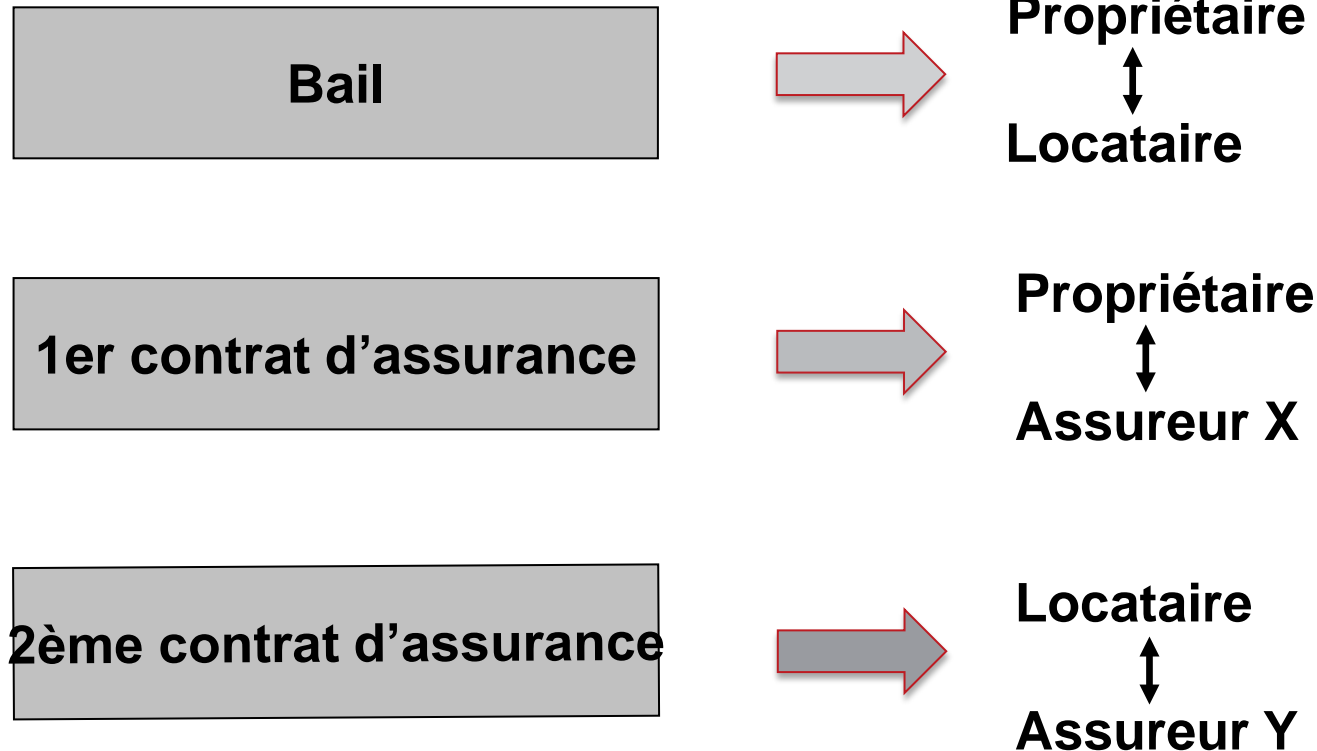 Bail
Propriétaire
Locataire
1er contrat d’assurance
Propriétaire
Assureur X
2ème contrat d’assurance
Locataire
Assureur Y